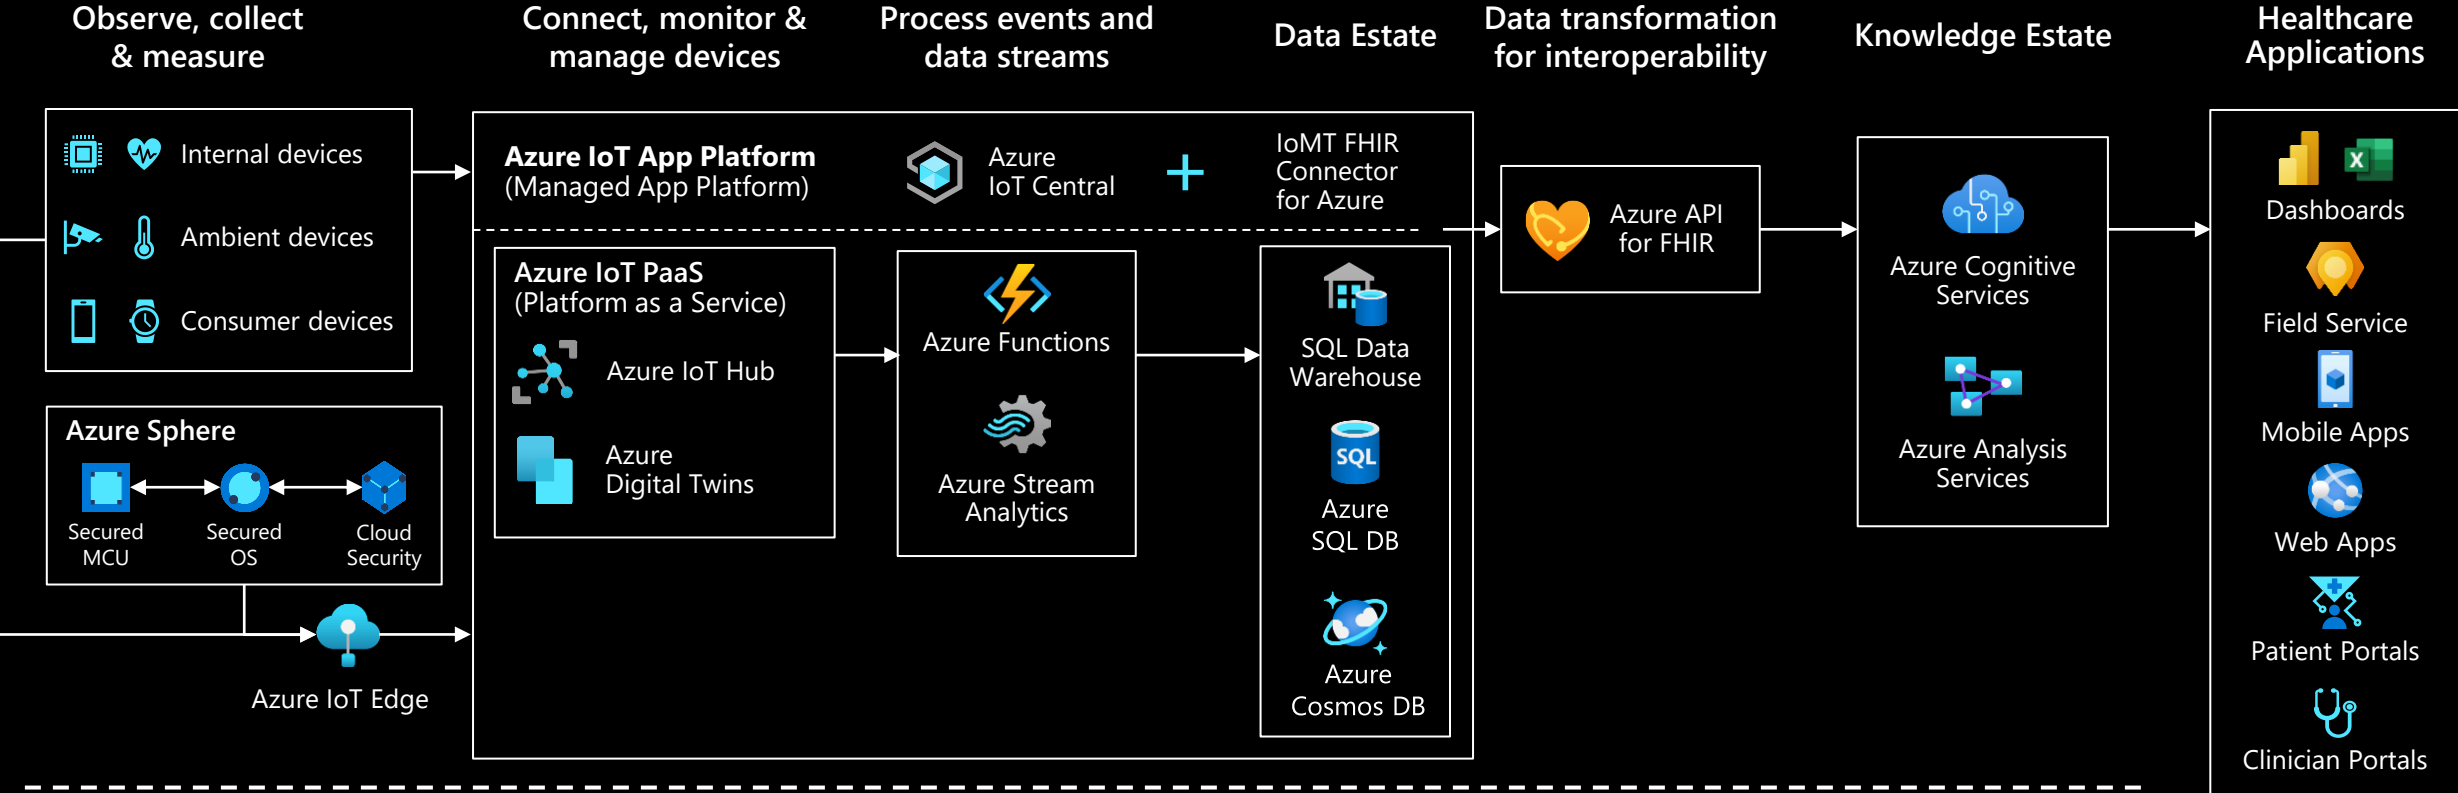 Observe, collect
& measure
Connect, monitor &
manage devices
Process events and
data streams
Data Estate
Data transformation
for interoperability
Knowledge Estate
Healthcare
Applications
Internal devices
Ambient devices
Consumer devices
Azure Sphere
Secured
MCU
Secured
OS
Cloud
Security
Azure IoT Edge
Azure IoT App Platform
(Managed App Platform)
Azure
IoT Central
IoMT FHIR
Connector
for Azure
Azure IoT PaaS
(Platform as a Service)
Azure IoT Hub
Azure
Digital Twins
Azure Functions
Azure Stream
Analytics
SQL Data
Warehouse
SQL
Azure
SQL DB
Azure
Cosmos DB
Azure API
for FHIR
Azure Cognitive
Services
Azure Analysis
Services
X
Dashboards
Field Service
Mobile Apps
Web Apps
Patient Portals
Clinician Portals